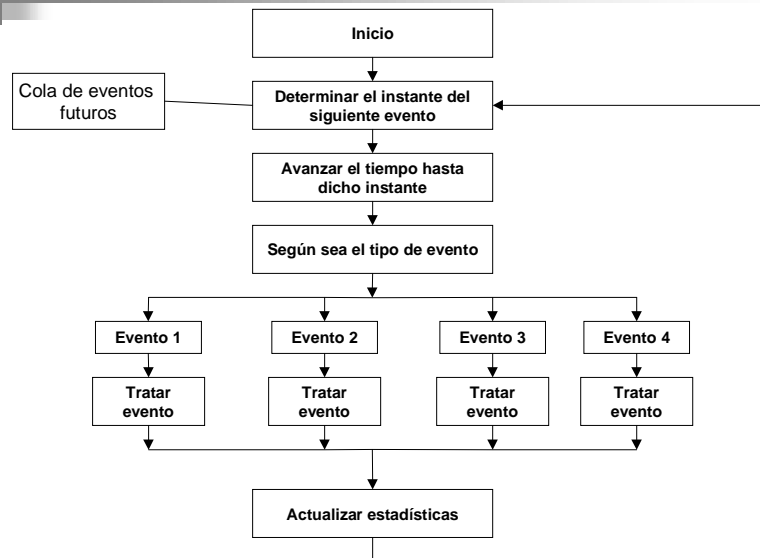 Inicio
Cola de eventos
futuros
Determinar el instante del
siguiente evento
Avanzar el tiempo hasta
dicho instante
Según sea el tipo de evento
Evento 1
Evento 2
Evento 3
Evento 4
Tratar
evento
Tratar
evento
Tratar
evento
Tratar
evento
Actualizar estadísticas